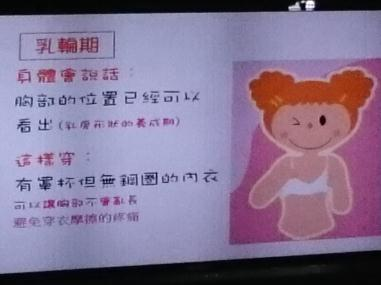 乳輪期
身體會說話：
胸部的位置已經可以
看出(乳房形狀的養成期)
這樣穿：
有罩杯但無鋼圈的內衣
可以讓胸部不會亂長
避免穿衣摩擦的疼痛